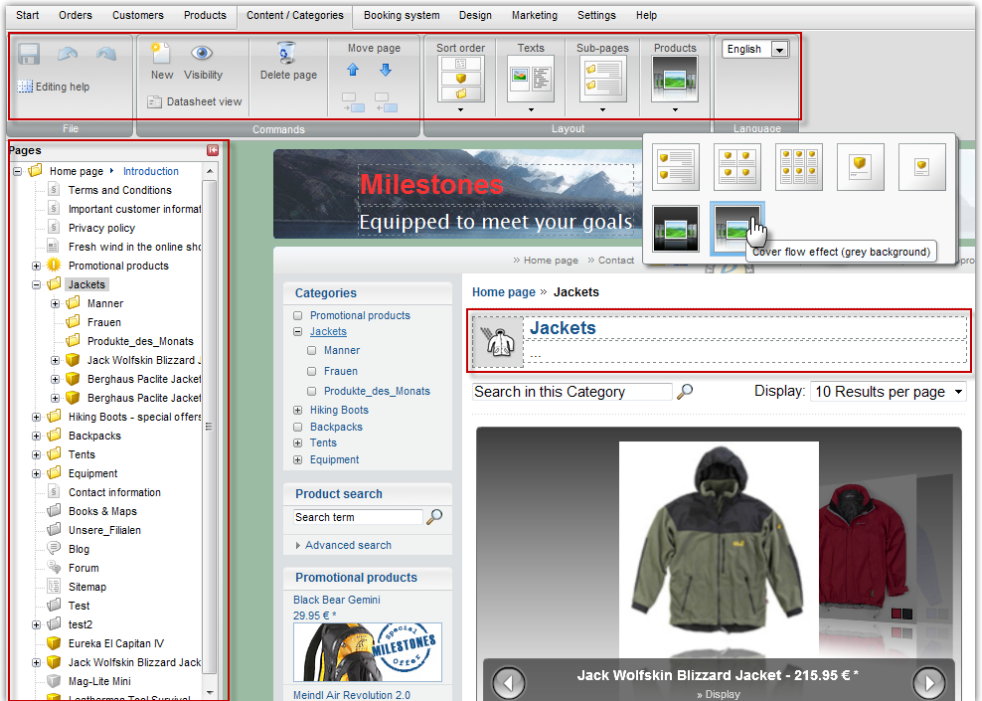 Start Orders Customers Products Content / Categories Booking system Design Marketing Settings Help
Move page Sort order Texts Sub-pages Products English
New Visibility Delete page
Editing help Datasheet view
File Commands Layout Language
Pages
Home page Introduction
Terms and Conditions
Important customer informat
Privacy policy
Fresh wind in the online sho
Promotional products
Jackets
Manner
Frauen
Produkte_des_Monats
Jack Wolfskin Blizzard J
Berghaus Paclite Jacket
Berghaus Paclite Jacket
Hiking Boots - special offers
Backpacks
Tents
Equipment
Contact information
Books & Maps
Unsere_Filialen
Blog
Forum
Sitemap
Test
test2
Eureka El Capitan IV
Jack Wolfskin Blizzard Jack
Mag-Lite Mini
Leatherman Tool Survival
Milestones
Equipped to meet your goals
Cover flow effect (grey background)
» Home page » Contact
Categories
Promotional products
Jackets
Manner
Frauen
Produkte_des_Monats
Hiking Boots
Backpacks
Tents
Equipment
Product search
Search term
Advanced search
Promotional products
Black Bear Gemini
29.95 € *
Special
MILESTONES
Offer
Meindl Air Revolution 2.0
Home page » Jackets
Jackets
...
Search in this Category Display: 10 Results per page
Jack Wolfskin Blizzard Jacket - 215.95 € *
» Display